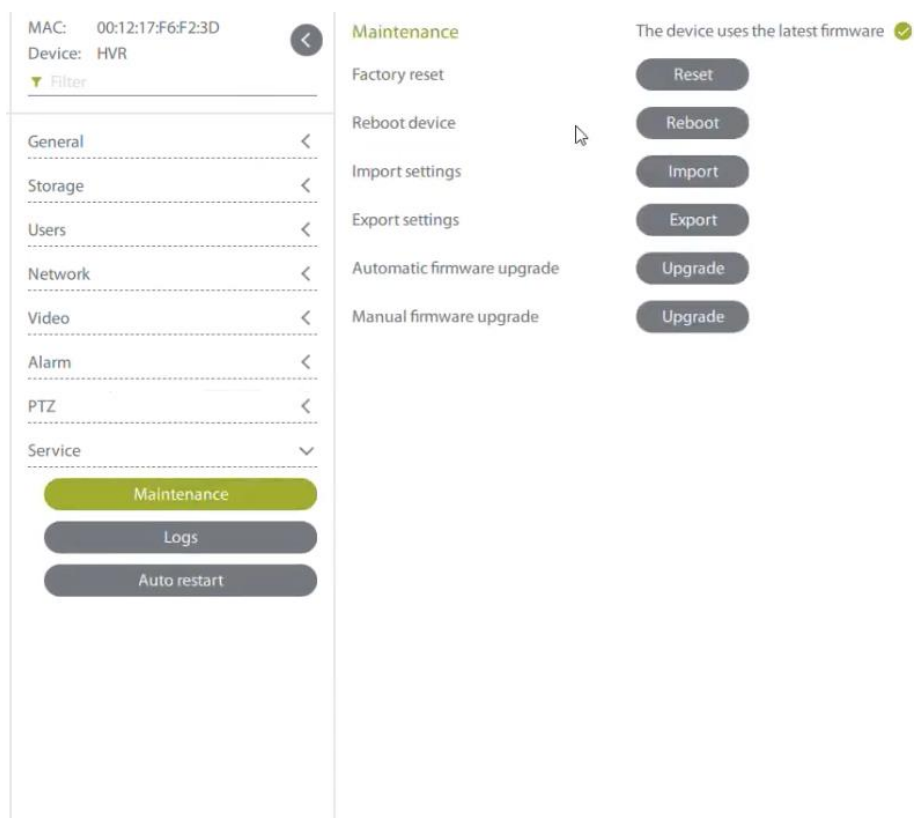 MAC: 00:12:17:F6:F2:3D
Device: HVR
Filter
General
Storage
Users
Network
Video
Alarm
PTZ
Service
Maintenance
Logs
Auto restart
Maintenance The device uses the latest firmware
Factory reset Reset
Reboot device Reboot
Import settings Import
Export settings Export
Automatic firmware upgrade Upgrade
Manual firmware upgrade Upgrade